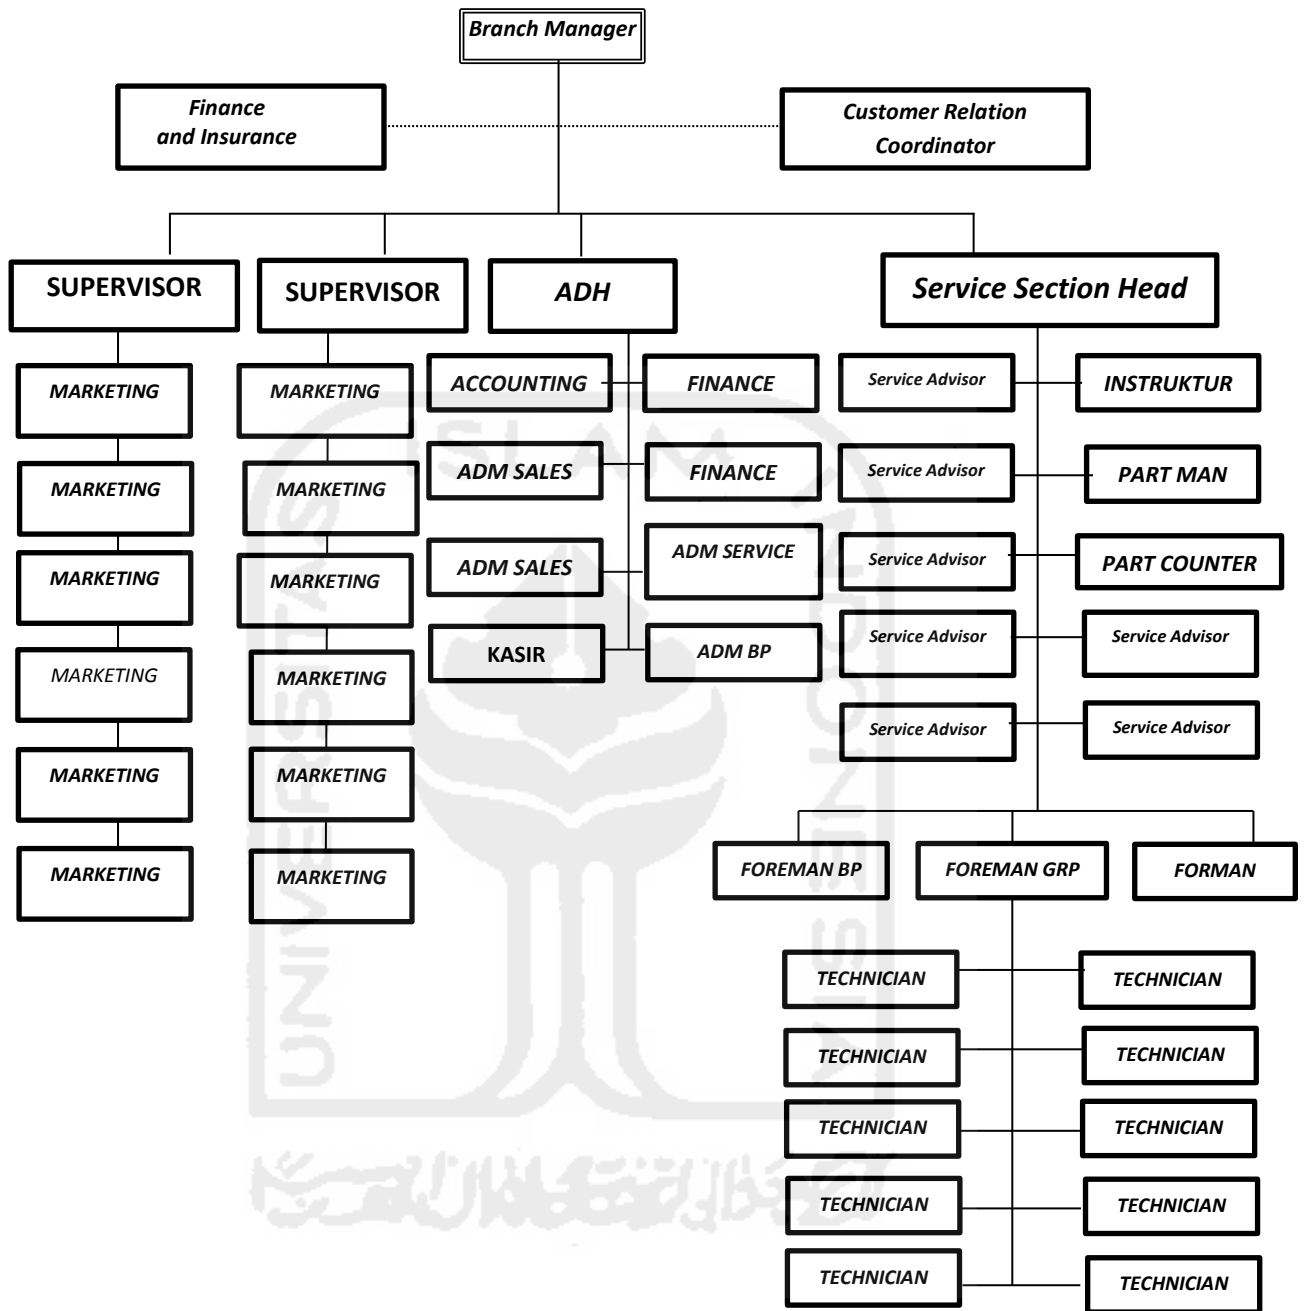 Branch Manager
Finance
and Insurance
Customer Relation
Coordinator
SUPERVISOR
SUPERVISOR
ADH
Service Section Head
MARKETING
MARKETING
ACCOUNTING
FINANCE
Service Advisor
INSTRUKTUR
MARKETING
MARKETING
ADM SALES
FINANCE
Service Advisor
PART MAN
MARKETING
MARKETING
ADM SALES
ADM SERVICE
Service Advisor
PART COUNTER
MARKETING
MARKETING
KASIR
ADM BP
Service Advisor
Service Advisor
MARKETING
MARKETING
Service Advisor
Service Advisor
MARKETING
MARKETING
FOREMAN BP
FOREMAN GRP
FORMAN
TECHNICIAN
TECHNICIAN
TECHNICIAN
TECHNICIAN
TECHNICIAN
TECHNICIAN
TECHNICIAN
TECHNICIAN
TECHNICIAN
TECHNICIAN
UNIVERSITAS
ISLAM
INDONESIA